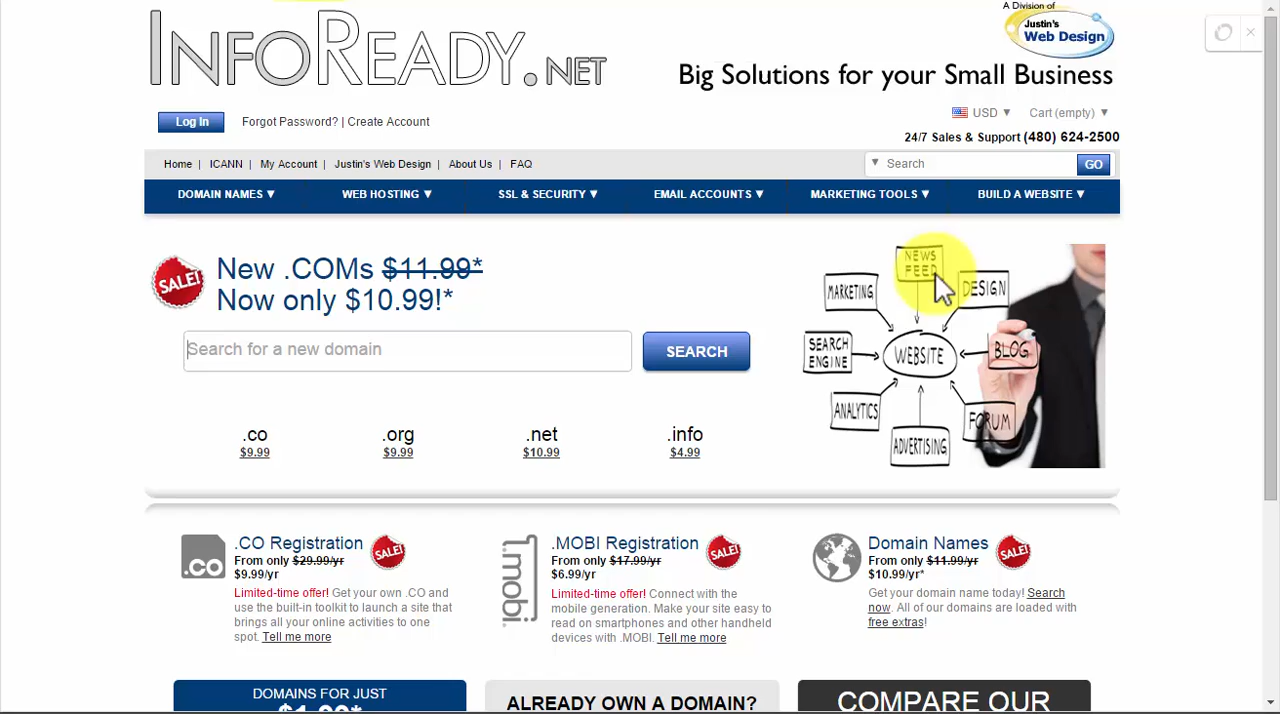 A Division of
Justin's
Web Design
INFOREADY.NET
Big Solutions for your Small Business
USD ▼ Cart (empty) ▼
Log In Forgot Password? | Create Account
24/7 Sales & Support (480) 624-2500
Home | ICANN | My Account | Justin's Web Design | About Us | FAQ
▼ Search GO
DOMAIN NAMES ▼ WEB HOSTING ▼ SSL & SECURITY ▼ EMAIL ACCOUNTS ▼ MARKETING TOOLS ▼ BUILD A WEBSITE ▼
SALE!
New .COMs $11.99*
Now only $10.99!*
Search for a new domain
SEARCH
NEWS
FEED
MARKETING
DESIGN
SEARCH
ENGINE
WEBSITE
BLOG
ANALYTICS
FORUM
ADVERTISING
.co .org .net .info
$9.99 $9.99 $10.99 $4.99
.co
.CO Registration
SALE!
From only $29.99/yr
$9.99/yr
Limited-time offer! Get your own .CO and
use the built-in toolkit to launch a site that
brings all your online activities to one
spot. Tell me more
.mobi
.MOBI Registration
SALE!
From only $17.99/yr
$6.99/yr
Limited-time offer! Connect with the
mobile generation. Make your site easy to
read on smartphones and other handheld
devices with .MOBI. Tell me more
Domain Names
SALE!
From only $11.99/yr
$10.99/yr*
Get your domain name today! Search
now. All of our domains are loaded with
free extras!
DOMAINS FOR JUST
ALREADY OWN A DOMAIN?
COMPARE OUR